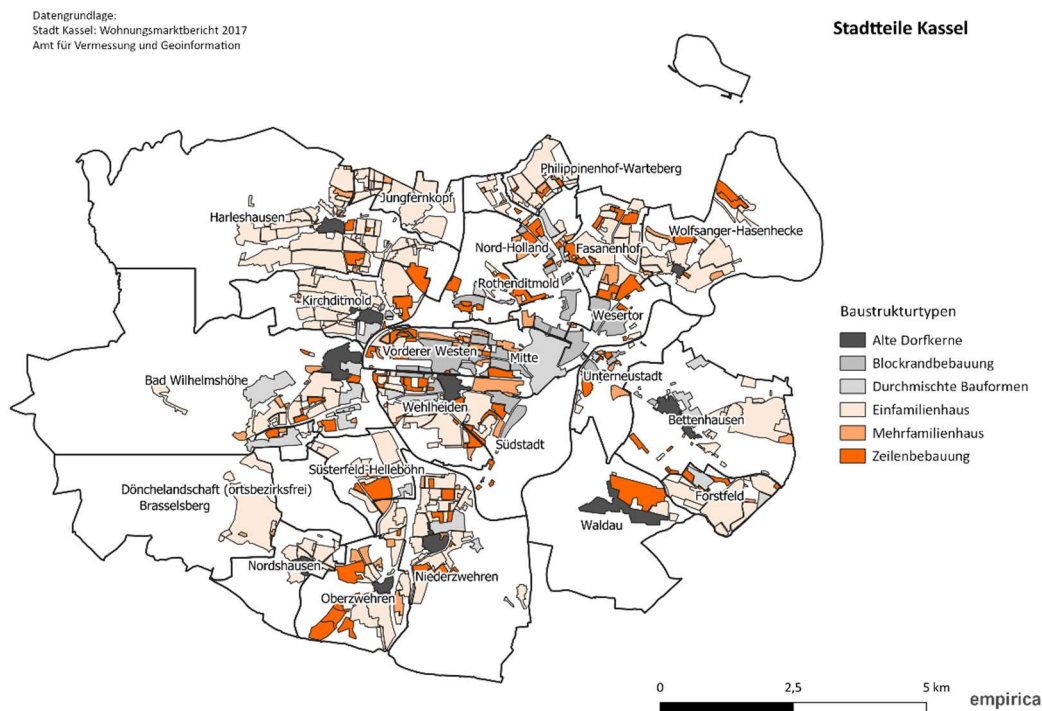 Datengrundlage:
Stadt Kassel: Wohnungsmarktbericht 2017
Amt für Vermessung und Geoinformation
Stadtteile Kassel
Philippinenhof-Warteberg
Jungfernkopf
Harleshausen
Wolfsanger-Hasenhecke
Nord-Holland
Fasanenhof
Rothenditmold
Kirchditmold
Wesertor
Vorderer Westen
Mitte
Bad Wilhelmshöhe
Unterneustadt
Wehlheiden
Bettenhausen
Südstadt
Süsterfeld-Helleböhn
Dönchelandschaft (ortsbezirksfrei)
Brasselsberg
Forstfeld
Waldau
Nordshausen
Niederzwehren
Oberzwehren
Baustrukturtypen
Alte Dorfkerne
Blockrandbebauung
Durchmischte Bauformen
Einfamilienhaus
Mehrfamilienhaus
Zeilenbebauung
0 2,5 5 km
empirica